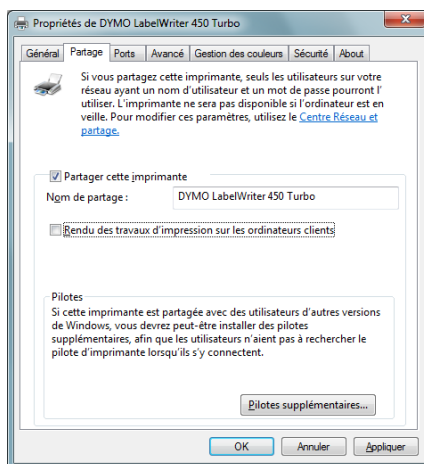 Propriétés de DYMO LabelWriter 450 Turbo
Général Partage Ports Avancé Gestion des couleurs Sécurité About
Si vous partagez cette imprimante, seuls les utilisateurs sur votre
réseau ayant un nom d'utilisateur et un mot de passe pourront l'
utiliser. L'imprimante ne sera pas disponible si l'ordinateur est en
veille. Pour modifier ces paramètres, utilisez le Centre Réseau et
partage.
Partager cette imprimante
Nom de partage : DYMO LabelWriter 450 Turbo
Rendu des travaux d'impression sur les ordinateurs clients
Pilotes
Si cette imprimante est partagée avec des utilisateurs d'autres versions
de Windows, vous devrez peut-être installer des pilotes
supplémentaires, afin que les utilisateurs n'aient pas à rechercher le
pilote d'imprimante lorsqu'ils s'y connectent.
Pilotes supplémentaires...
OK Annuler Appliquer